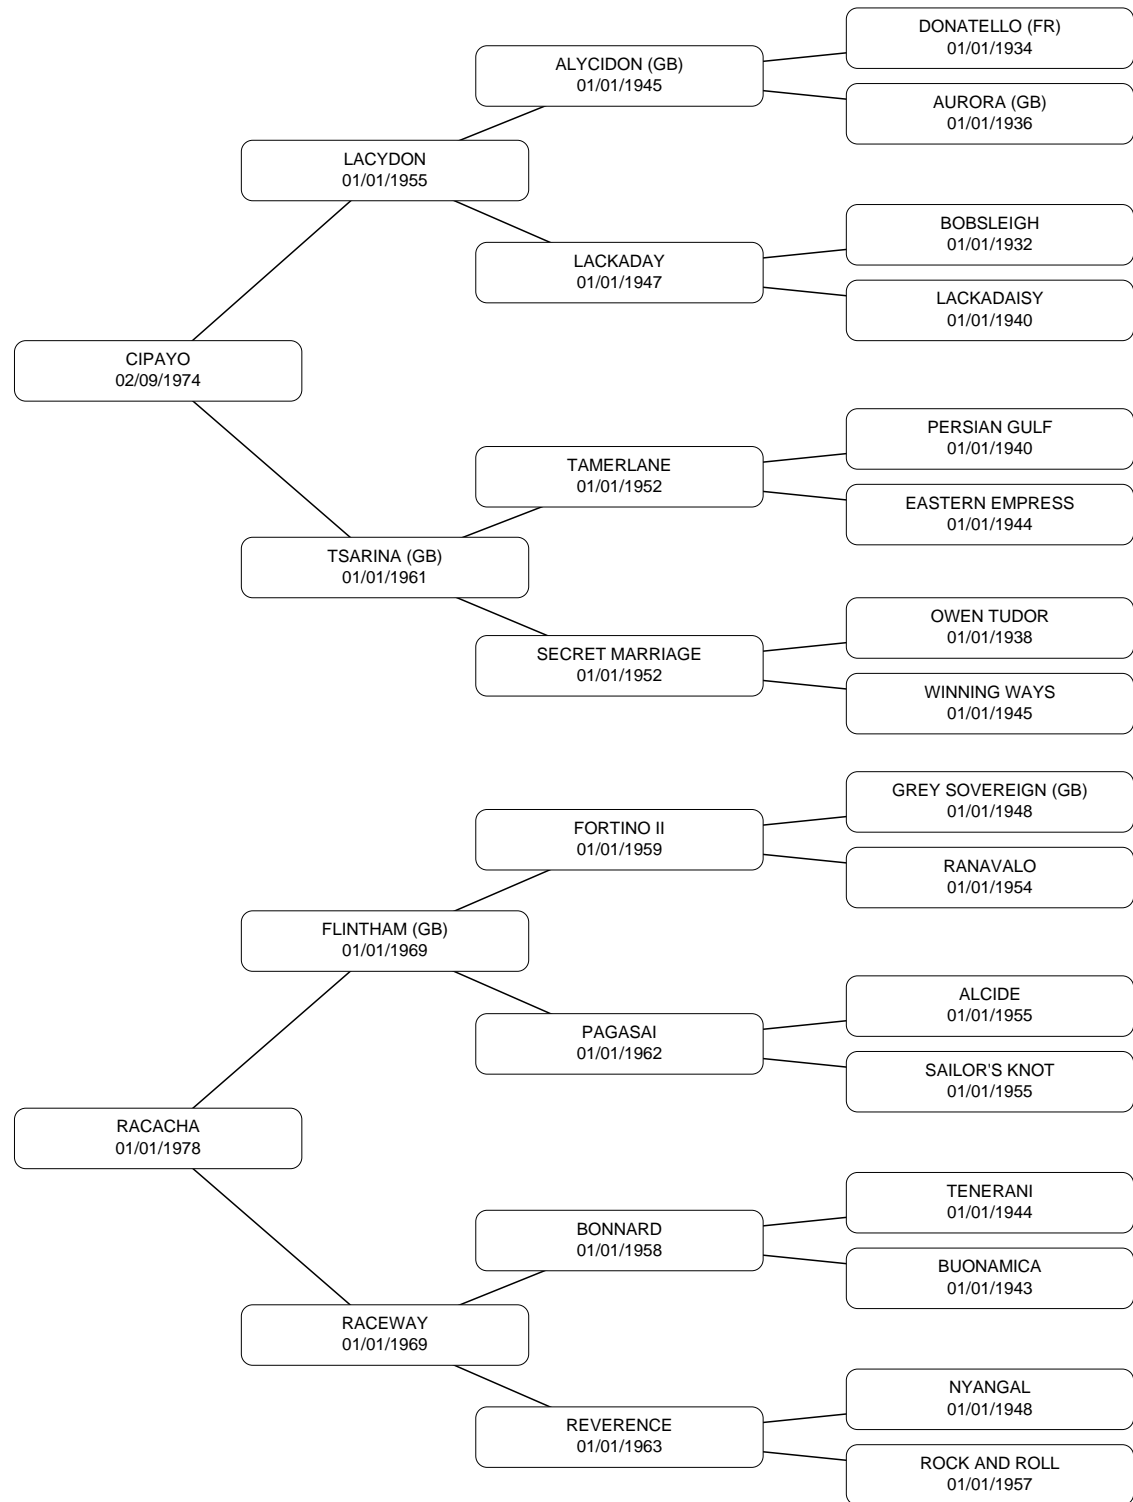 DONATELLO (FR)
01/01/1934
ALYCIDON (GB)
01/01/1945
AURORA (GB)
01/01/1936
LACYDON
01/01/1955
BOBSLEIGH
01/01/1932
LACKADAY
01/01/1947
LACKADAISY
01/01/1940
CIPAYO
02/09/1974
PERSIAN GULF
01/01/1940
TAMERLANE
01/01/1952
EASTERN EMPRESS
01/01/1944
TSARINA (GB)
01/01/1961
OWEN TUDOR
01/01/1938
SECRET MARRIAGE
01/01/1952
WINNING WAYS
01/01/1945
GREY SOVEREIGN (GB)
01/01/1948
FORTINO II
01/01/1959
RANAVALO
01/01/1954
FLINTHAM (GB)
01/01/1969
ALCIDE
01/01/1955
PAGASAI
01/01/1962
SAILOR'S KNOT
01/01/1955
RACACHA
01/01/1978
TENERANI
01/01/1944
BONNARD
01/01/1958
BUONAMICA
01/01/1943
RACEWAY
01/01/1969
NYANGAL
01/01/1948
REVERENCE
01/01/1963
ROCK AND ROLL
01/01/1957